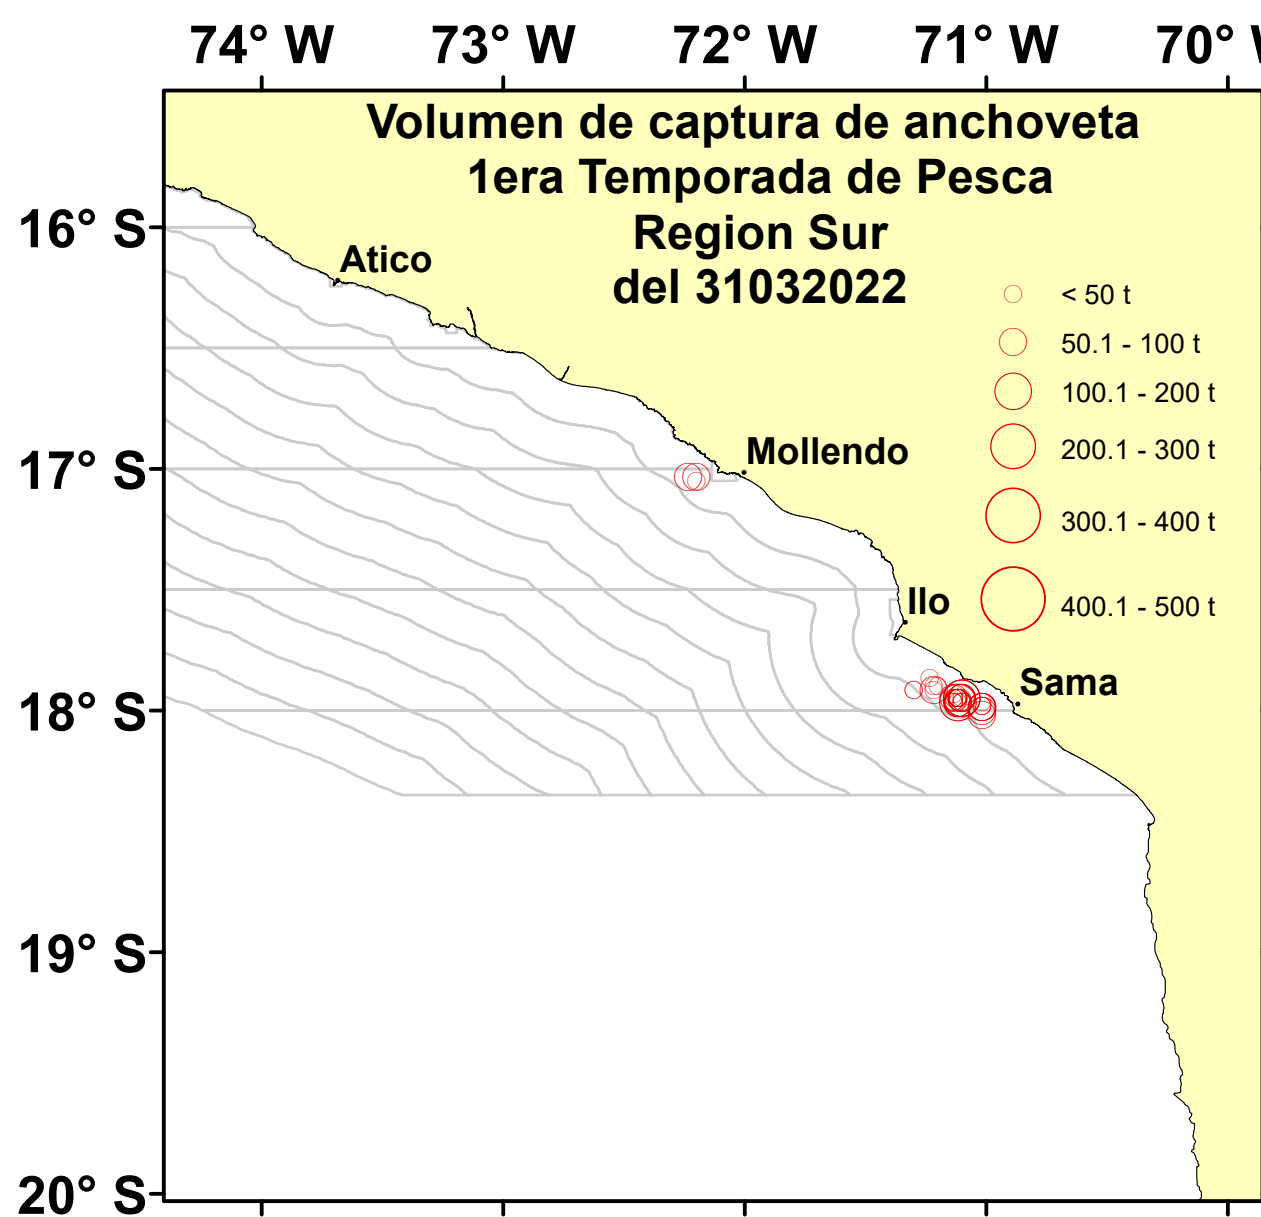 74° W 73° W 72° W 71° W 70° W
Volumen de captura de anchoveta
1era Temporada de Pesca
Region Sur
del 31032022
16° S
Atico
< 50 t
50.1 - 100 t
100.1 - 200 t
200.1 - 300 t
300.1 - 400 t
400.1 - 500 t
17° S
Mollendo
Ilo
Sama
18° S
19° S
20° S